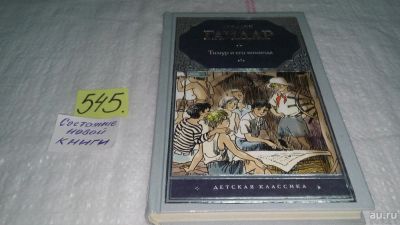 545.
Состояние
новой
книги
ГАЙДАР
Тимур и его команда
ДЕТСКАЯ КЛАССИКА
au.ru